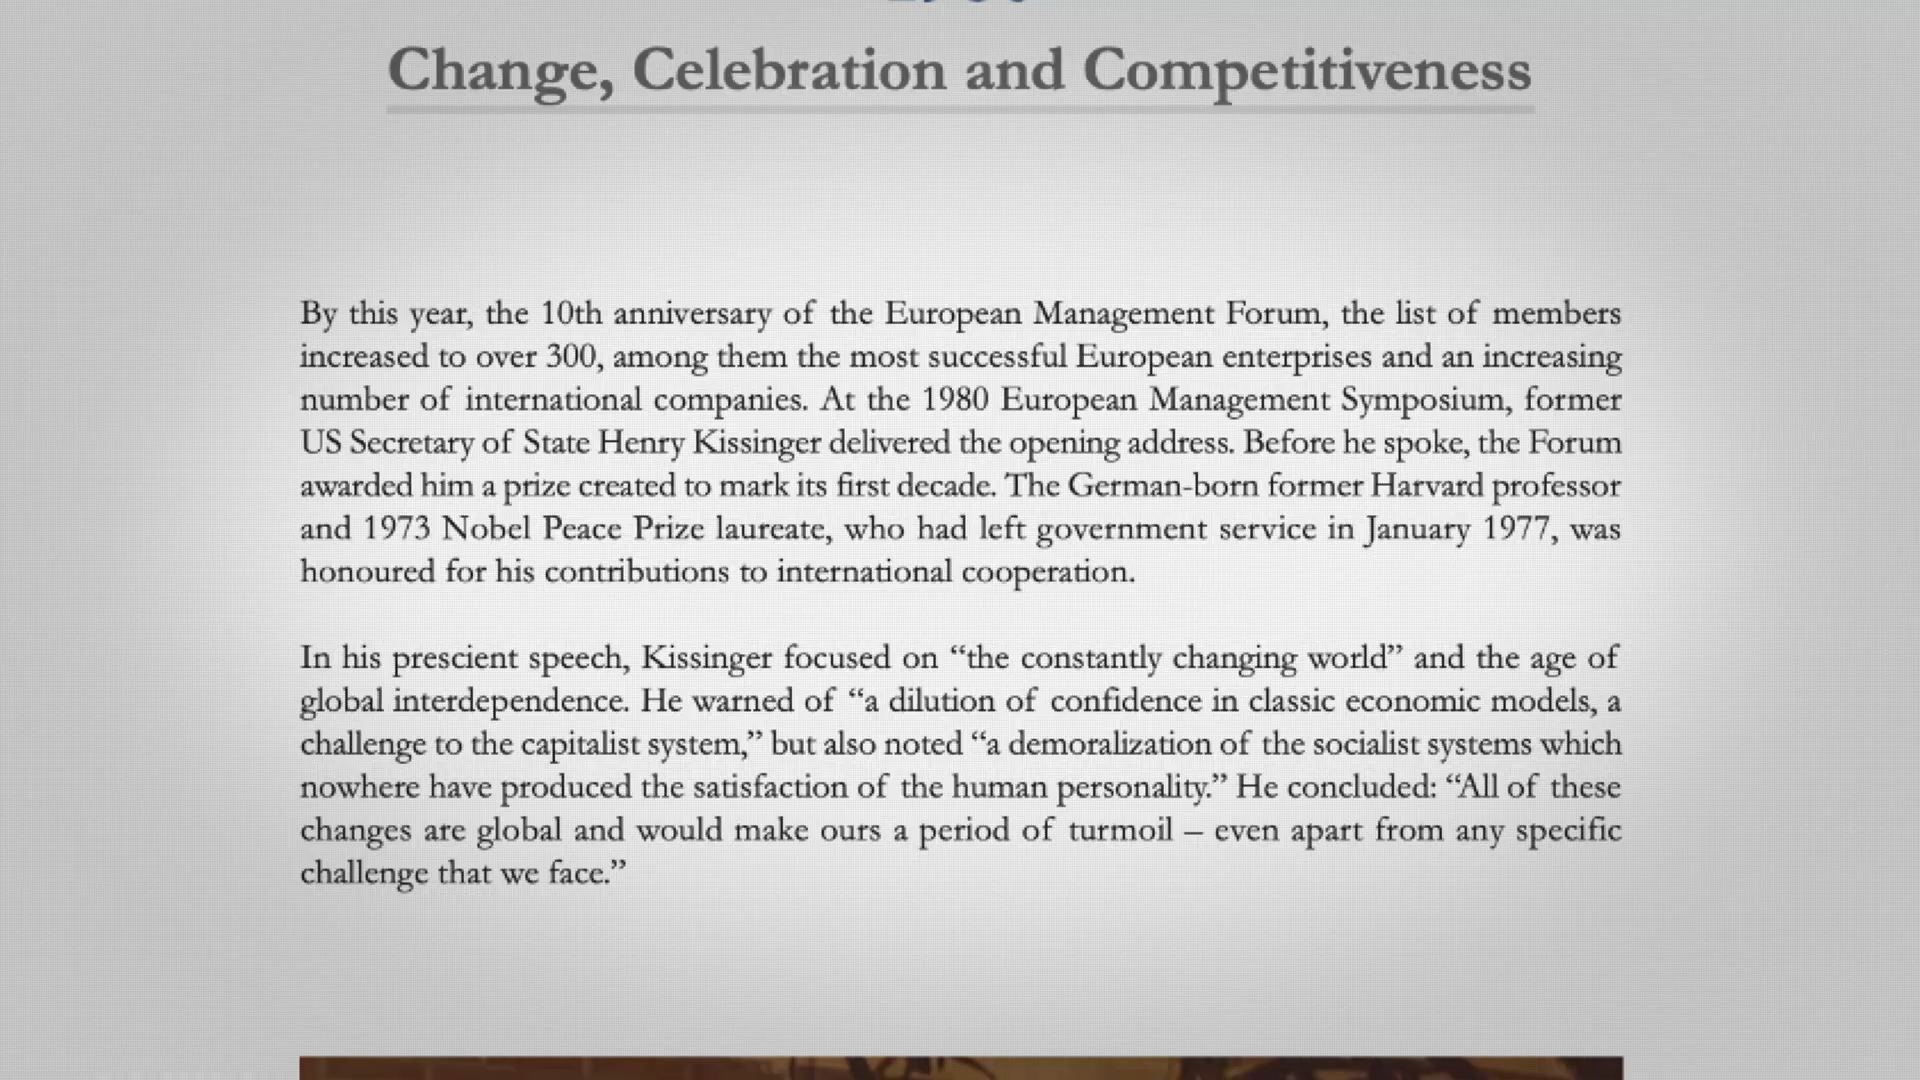 Change, Celebration and Competitiveness
By this year, the 10th anniversary of the European Management Forum, the list of members
increased to over 300, among them the most successful European enterprises and an increasing
number of international companies. At the 1980 European Management Symposium, former
US Secretary of State Henry Kissinger delivered the opening address. Before he spoke, the Forum
awarded him a prize created to mark its first decade. The German-born former Harvard professor
and 1973 Nobel Peace Prize laureate, who had left government service in January 1977, was
honoured for his contributions to international cooperation.
In his prescient speech, Kissinger focused on “the constantly changing world” and the age of
global interdependence. He warned of “a dilution of confidence in classic economic models, a
challenge to the capitalist system,” but also noted “a demoralization of the socialist systems which
nowhere have produced the satisfaction of the human personality.” He concluded: “All of these
changes are global and would make ours a period of turmoil – even apart from any specific
challenge that we face.”